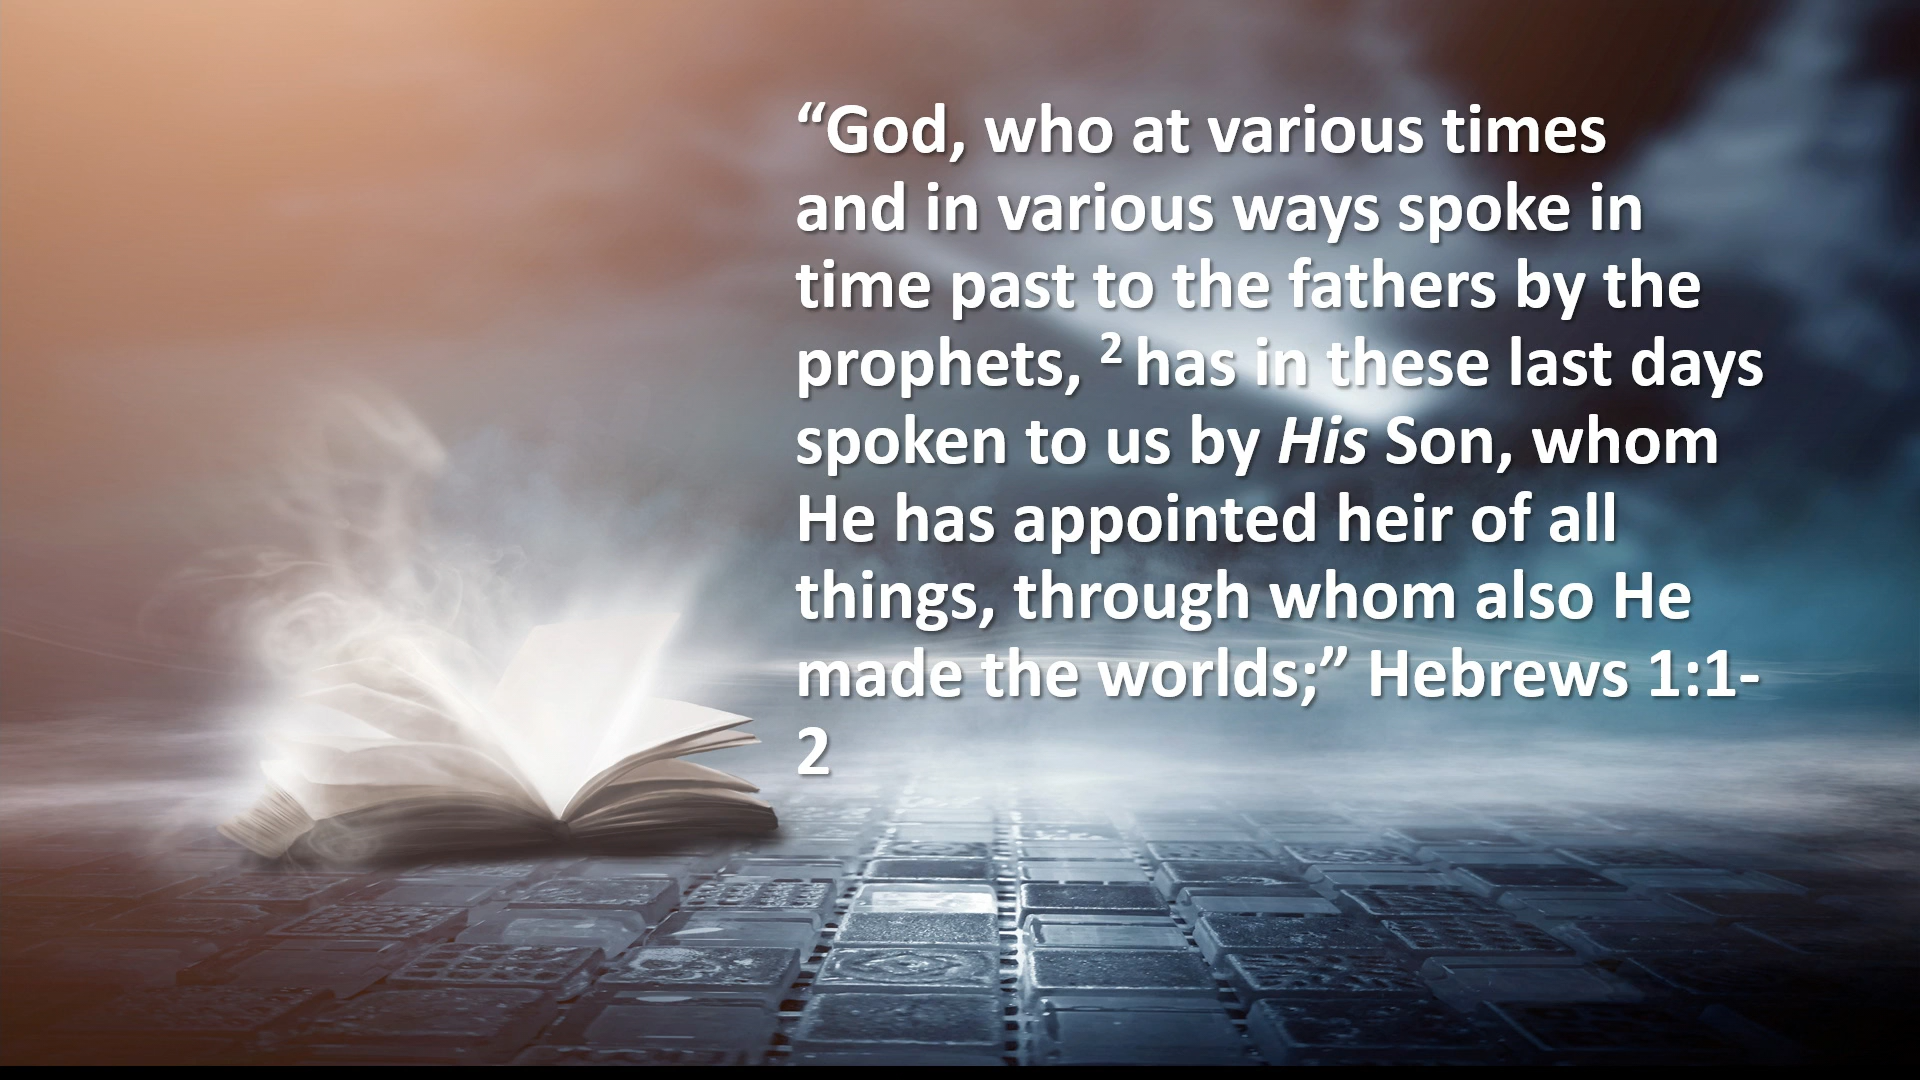 “God, who at various times
and in various ways spoke in
time past to the fathers by the
prophets, ² has in these last days
spoken to us by His Son, whom
He has appointed heir of all
things, through whom also He
made the worlds;” Hebrews 1:1-
2